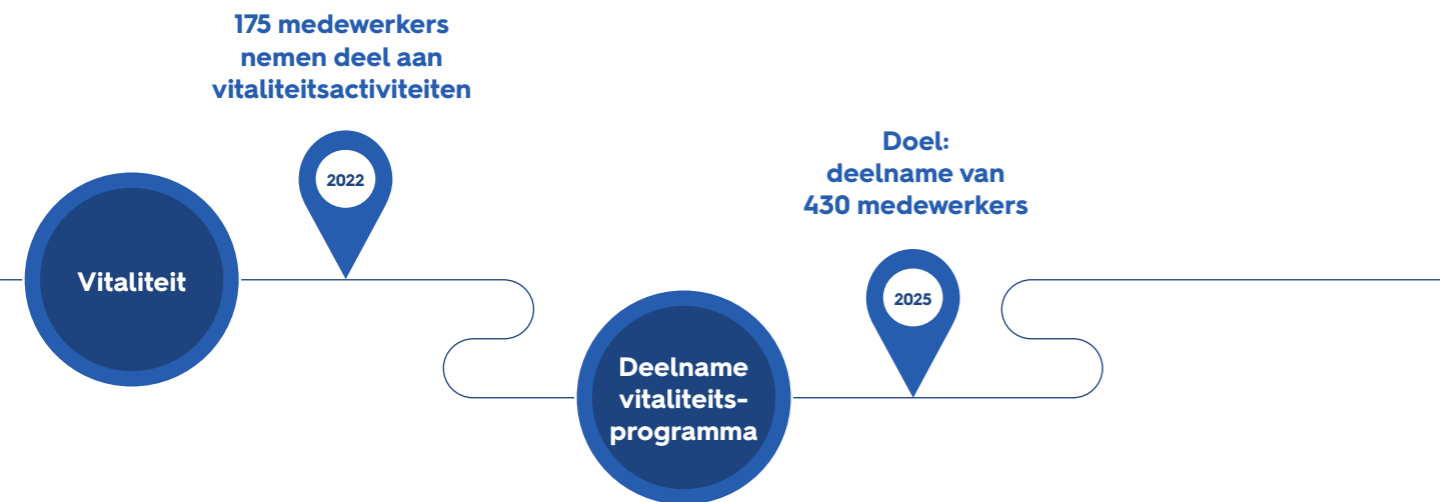 175 medewerkers
nemen deel aan
vitaliteitsactiviteiten
2022
Vitaliteit
Doel:
deelname van
430 medewerkers
2025
Deelname
vitaliteits-
programma